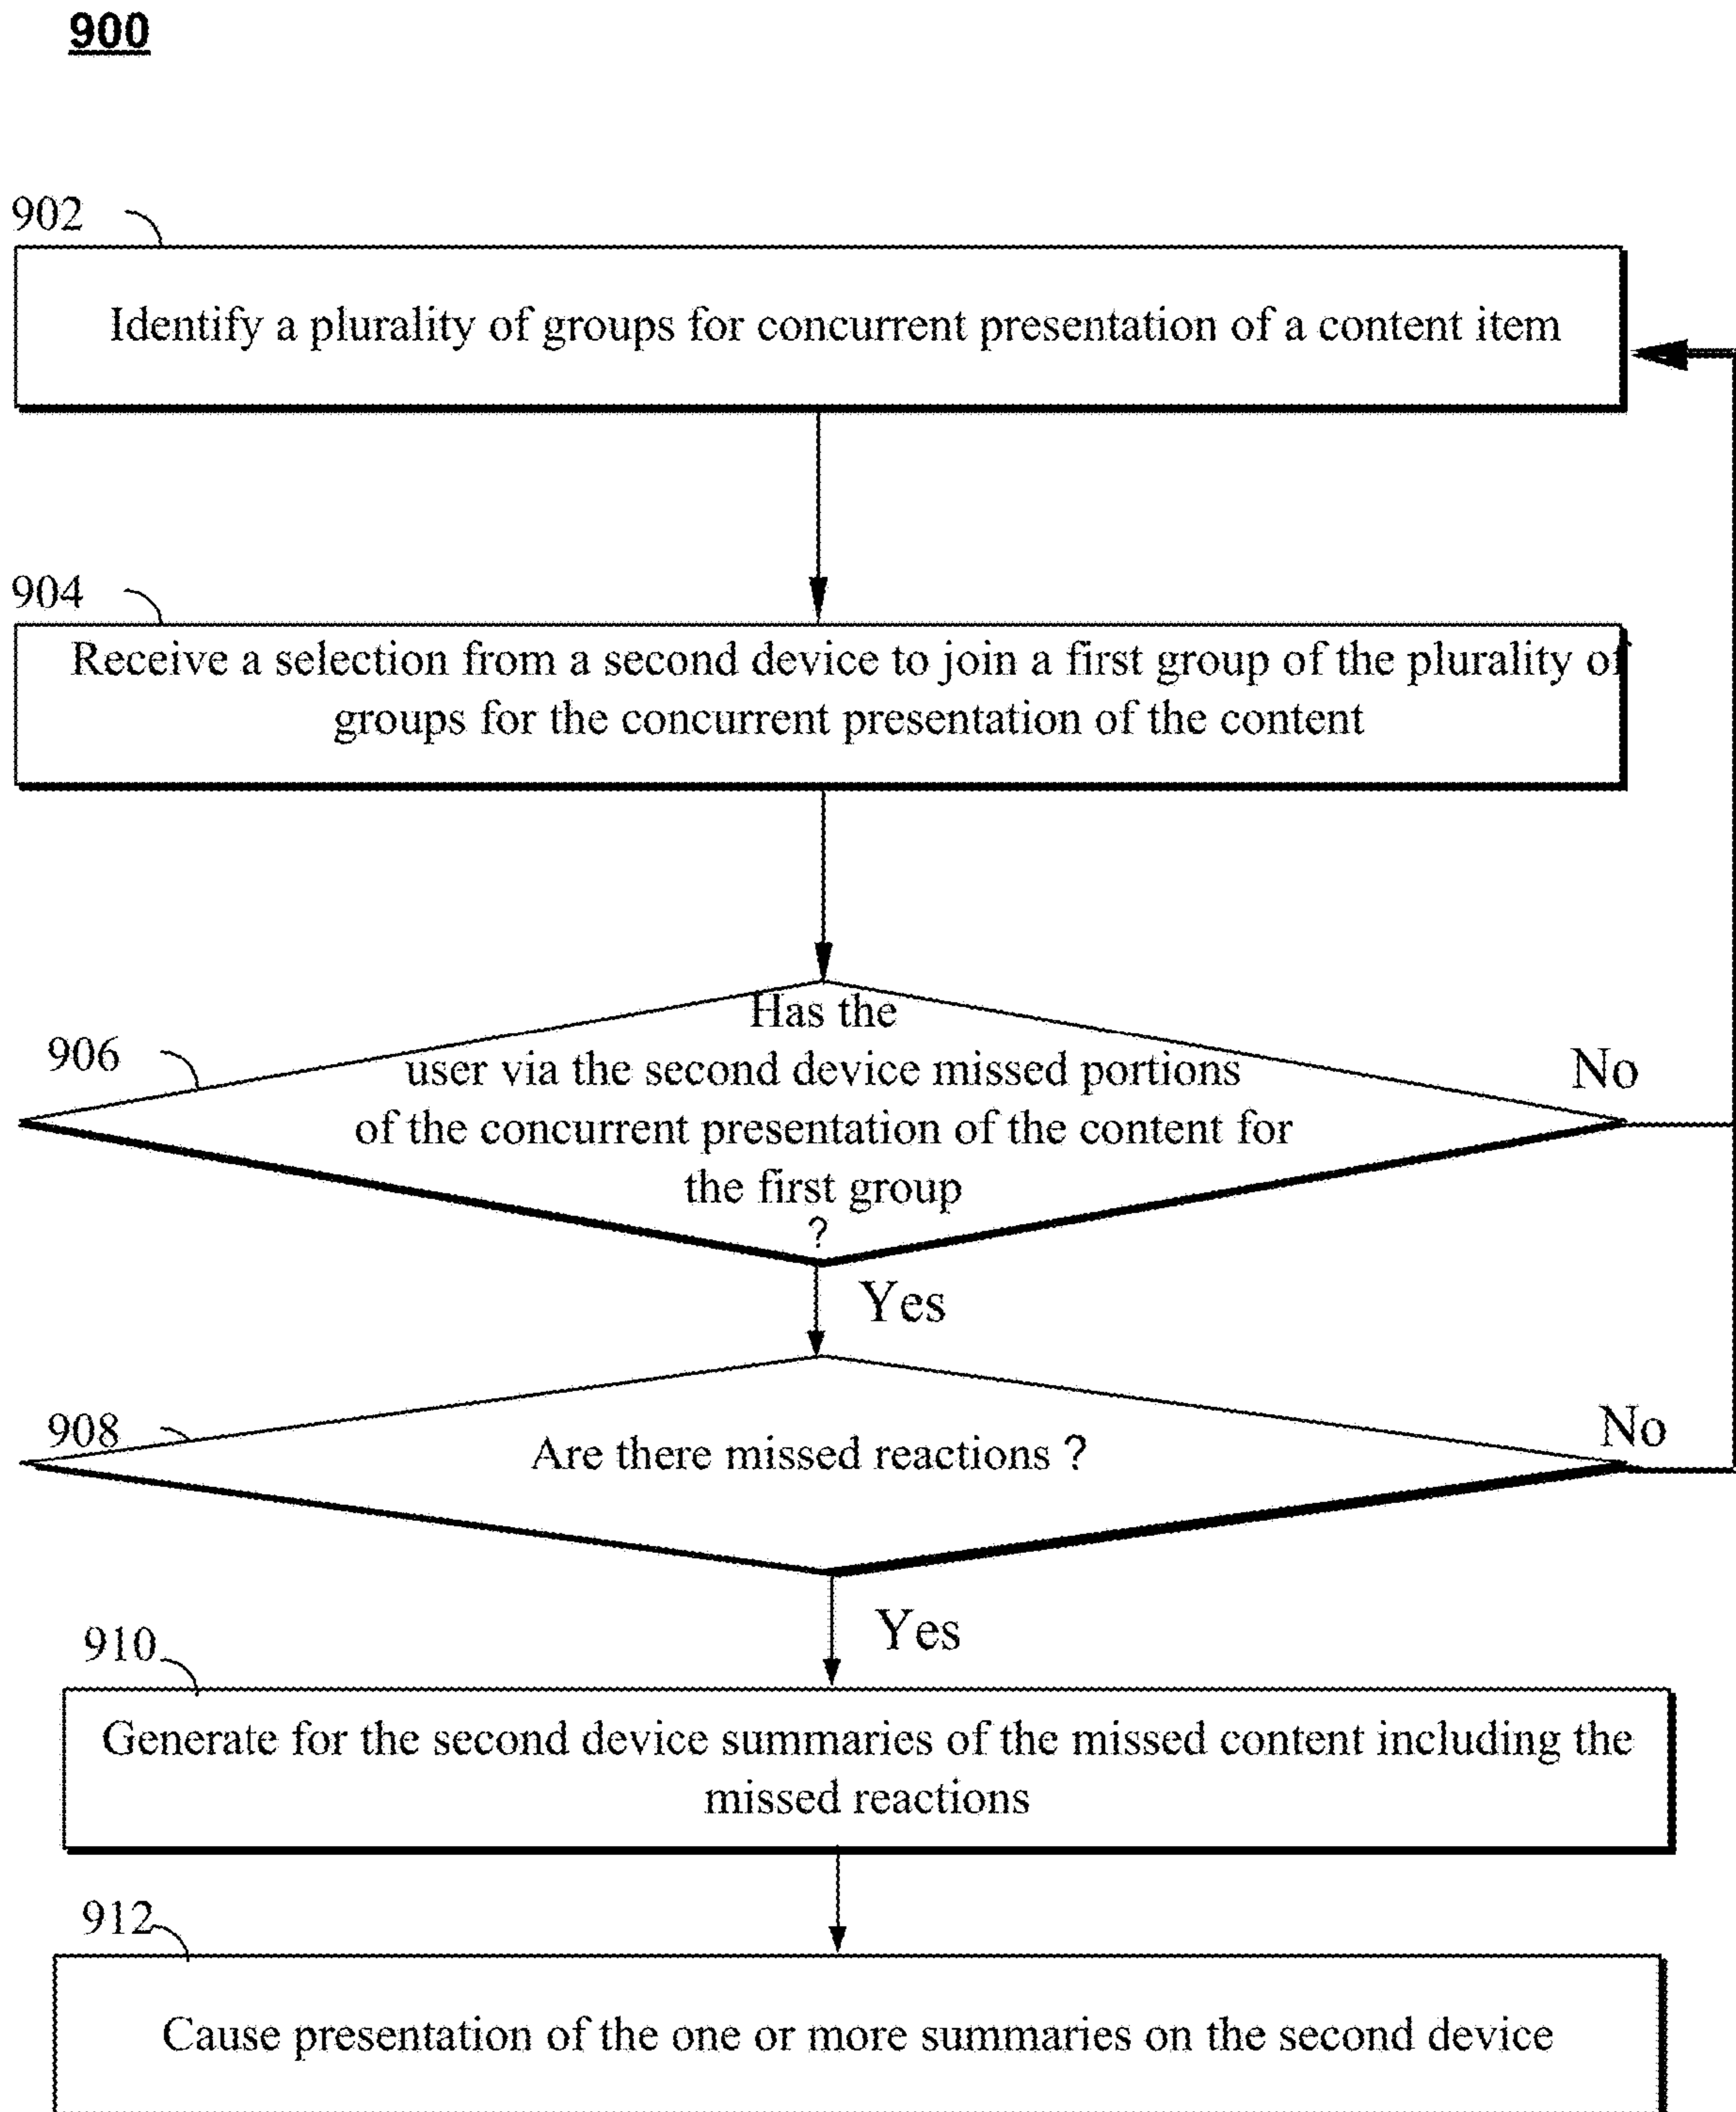 900
902
Identify a plurality of groups for concurrent presentation of a content item
904
Receive a selection from a second device to join a first group of the plurality of
groups for the concurrent presentation of the content
906
Has the
user via the second device missed portions
of the concurrent presentation of the content for
the first group
?
No
Yes
908
Are there missed reactions ?
No
Yes
910
Generate for the second device summaries of the missed content including the
missed reactions
912
Cause presentation of the one or more summaries on the second device